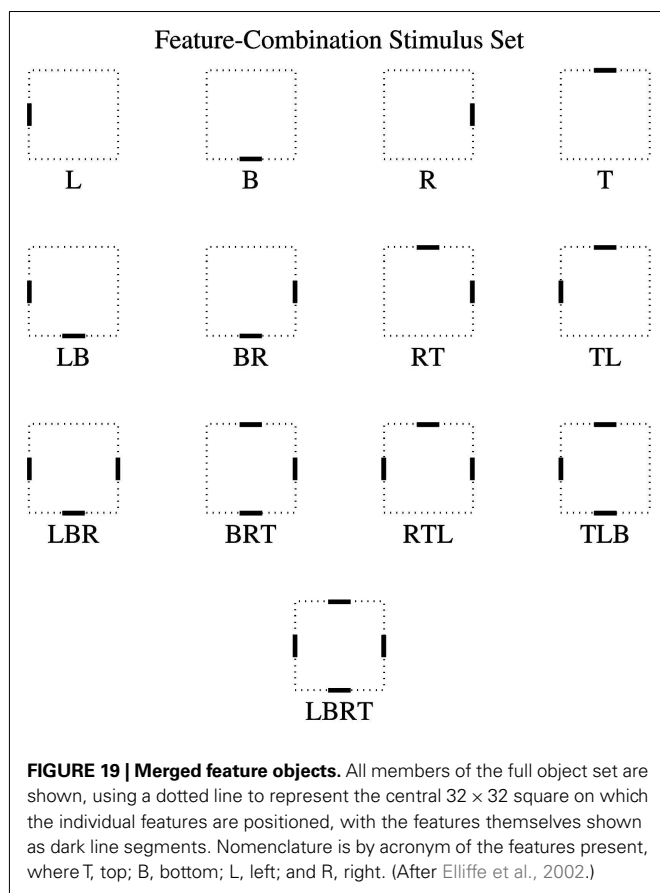 Feature-Combination Stimulus Set
L B R T
LB BR RT TL
LBR BRT RTL TLB
LBRT
FIGURE 19 | Merged feature objects. All members of the full object set are
shown, using a dotted line to represent the central 32 × 32 square on which
the individual features are positioned, with the features themselves shown
as dark line segments. Nomenclature is by acronym of the features present,
where T, top; B, bottom; L, left; and R, right. (After Elliffe et al., 2002.)